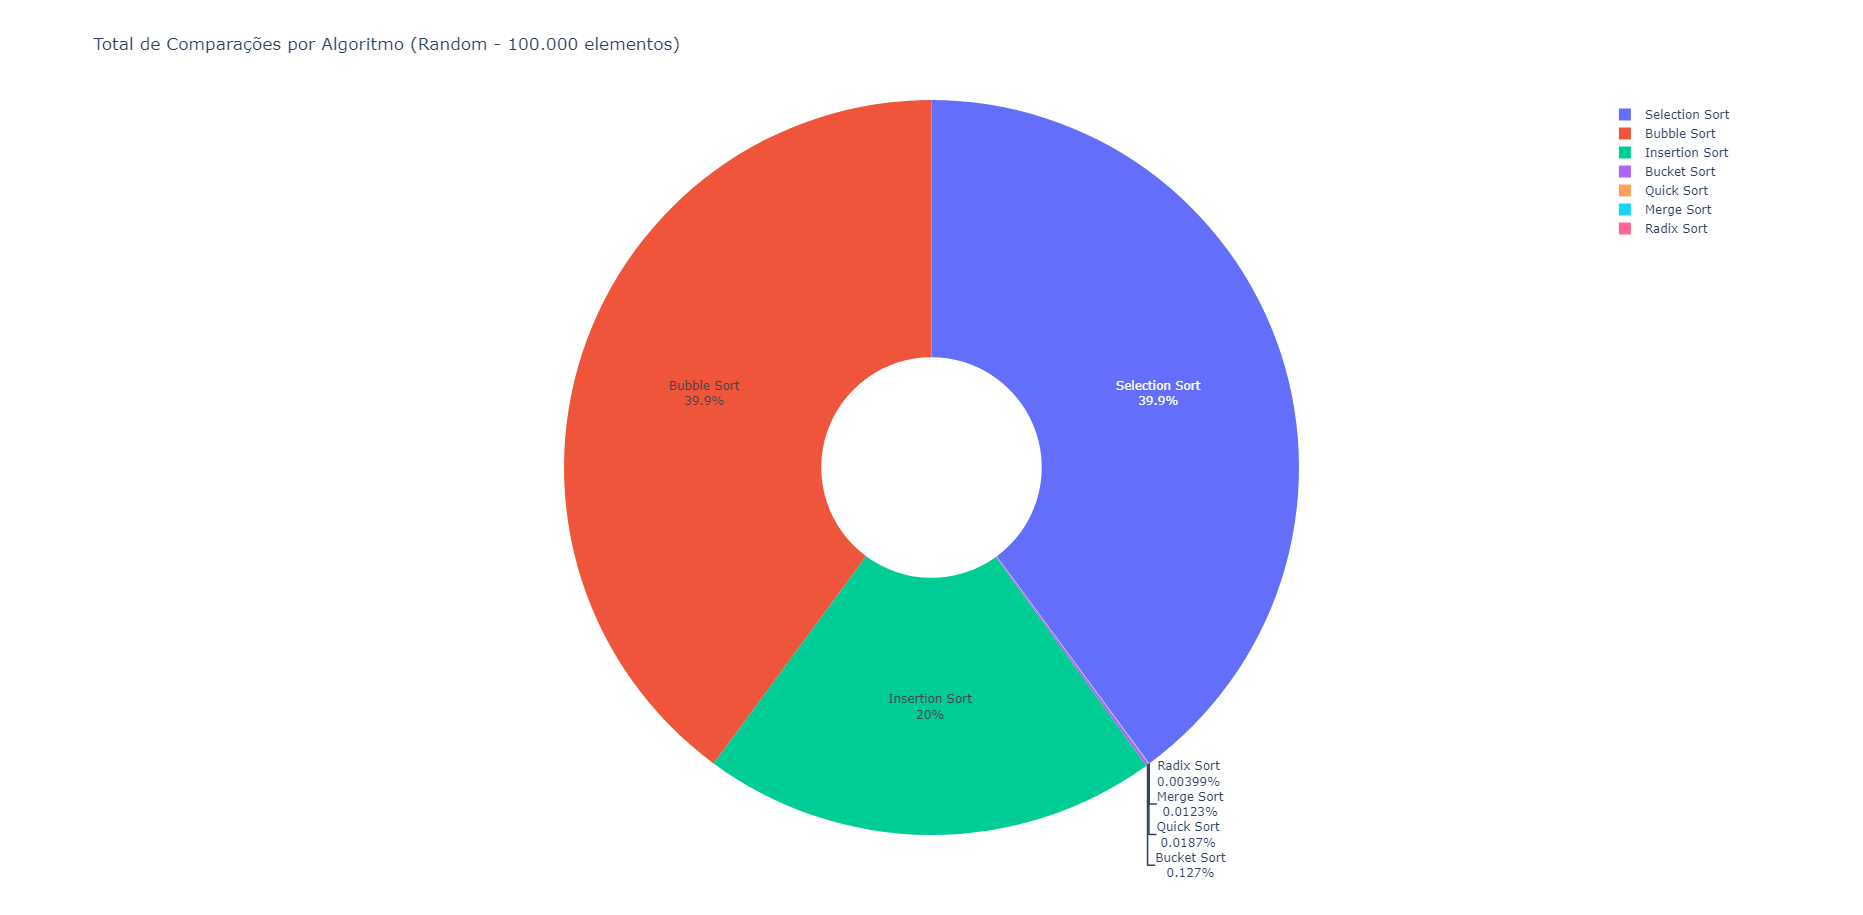 Total de Comparações por Algoritmo (Random - 100.000 elementos)
Selection Sort
Bubble Sort
Insertion Sort
Bucket Sort
Quick Sort
Merge Sort
Radix Sort
Bubble Sort
39.9%
Selection Sort
39.9%
Insertion Sort
20%
Radix Sort
0.00399%
Merge Sort
0.0123%
Quick Sort
0.0187%
Bucket Sort
0.127%